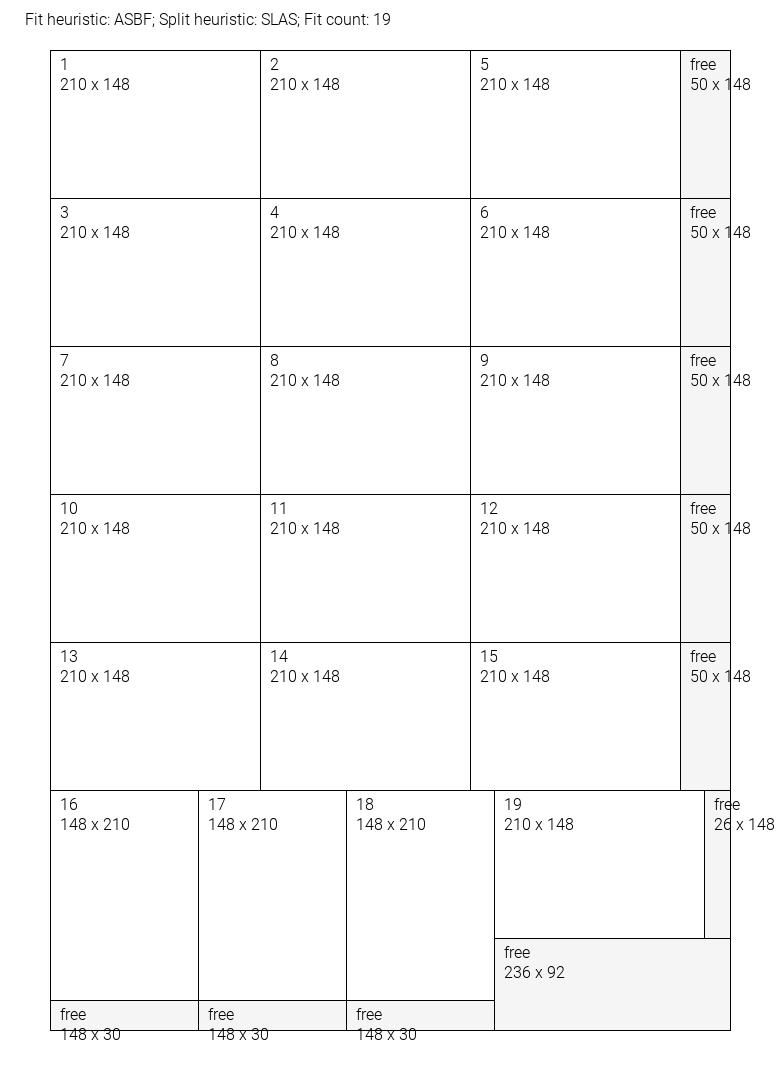 Fit heuristic: ASBF; Split heuristic: SLAS; Fit count: 19
1
210 x 148
2
210 x 148
5
210 x 148
free
50 x 148
3
210 x 148
4
210 x 148
6
210 x 148
free
50 x 148
7
210 x 148
8
210 x 148
9
210 x 148
free
50 x 148
10
210 x 148
11
210 x 148
12
210 x 148
free
50 x 148
13
210 x 148
14
210 x 148
15
210 x 148
free
50 x 148
16
148 x 210
17
148 x 210
18
148 x 210
19
210 x 148
free
26 x 148
free
236 x 92
free
148 x 30
free
148 x 30
free
148 x 30